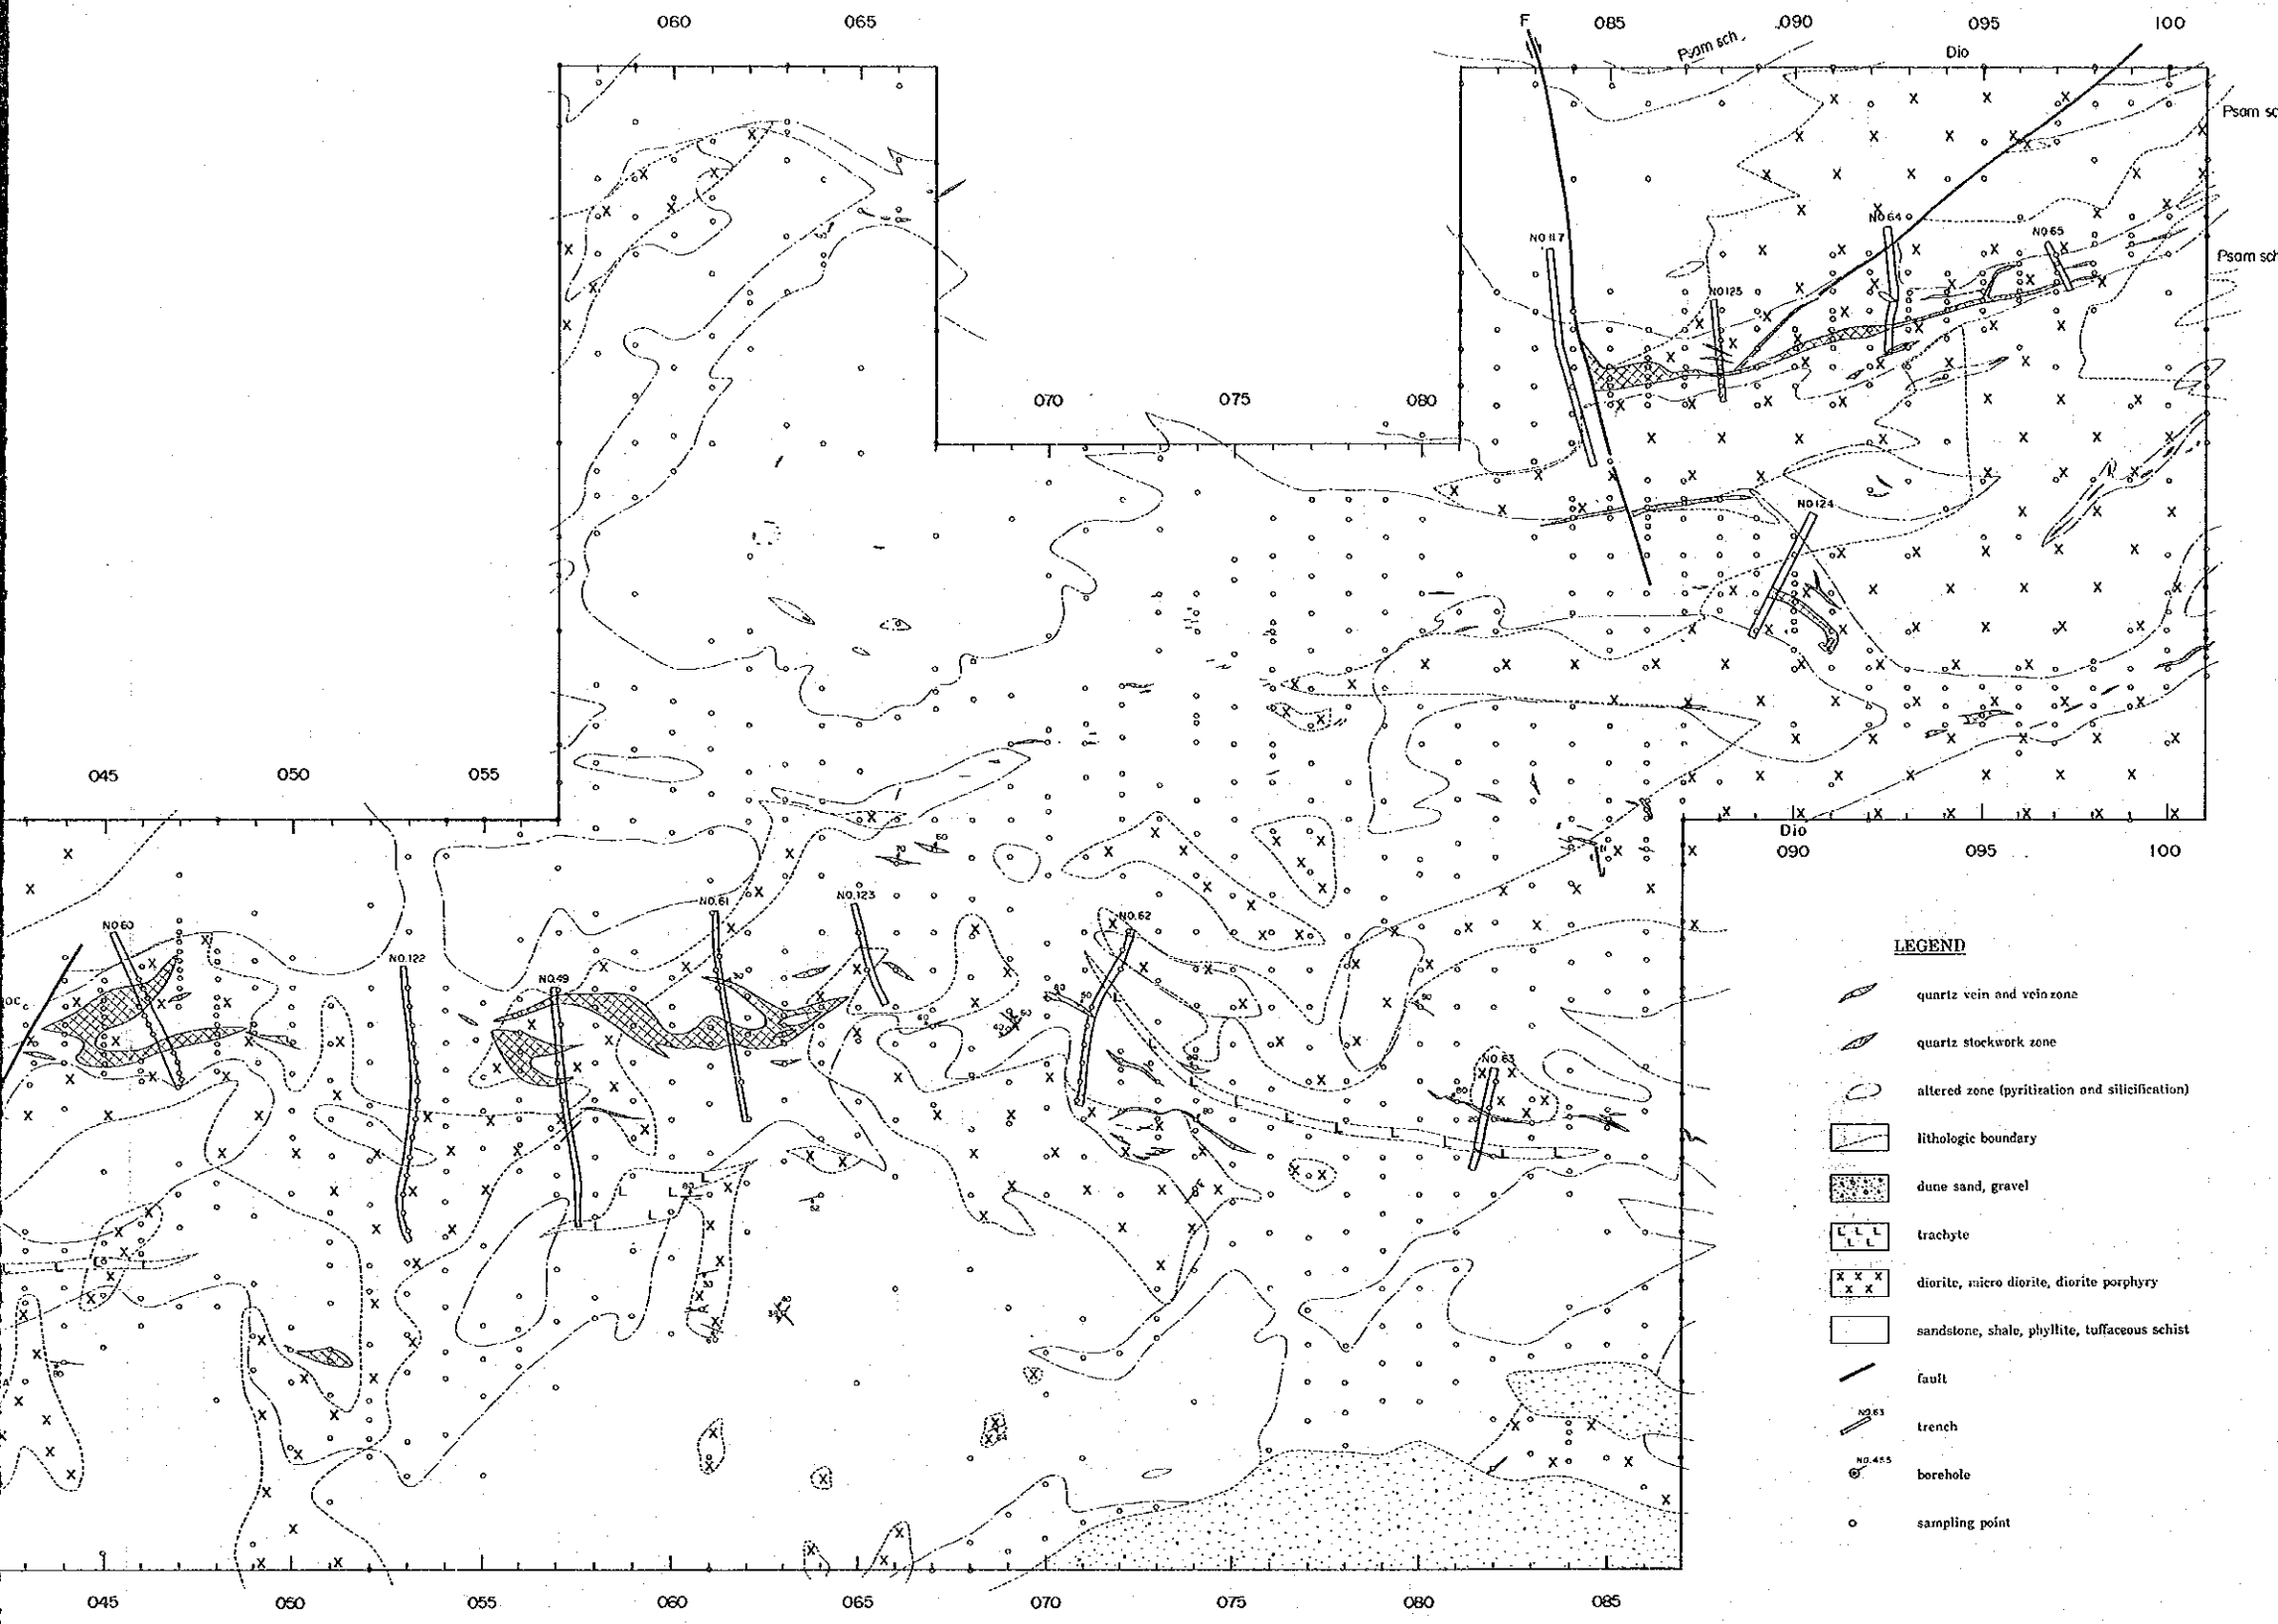 060 065 F 085 090 095 100
Psam sch. Dio
Psam sc
NO 64
NO 65
NO 117
Psam sch
NO 125
070 075 080
NO 124
045 050 055
Dio
090 095 100
NO.60
NO.122
NO.49
NO.61
NO.123
NO.62
NO.63
LEGEND
quartz vein and vein zone
quartz stockwork zone
altered zone (pyritization and silicification)
lithologic boundary
dune sand, gravel
L L L
L L
trachyte
X X X
X X
diorite, micro diorite, diorite porphyry
sandstone, shale, phyllite, tuffaceous schist
fault
NO.63
trench
NO.455
borehole
sampling point
045 050 055 060 065 070 075 080 085